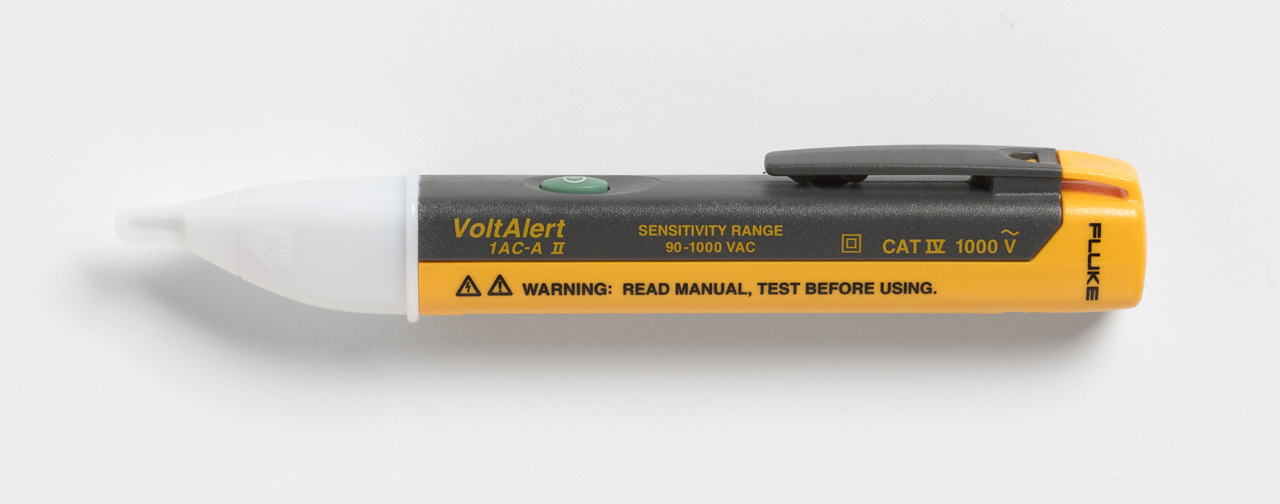 VoltAlert
1AC-A II
SENSITIVITY RANGE
90-1000 VAC
CAT IV 1000 V
WARNING: READ MANUAL, TEST BEFORE USING.
FLUKE